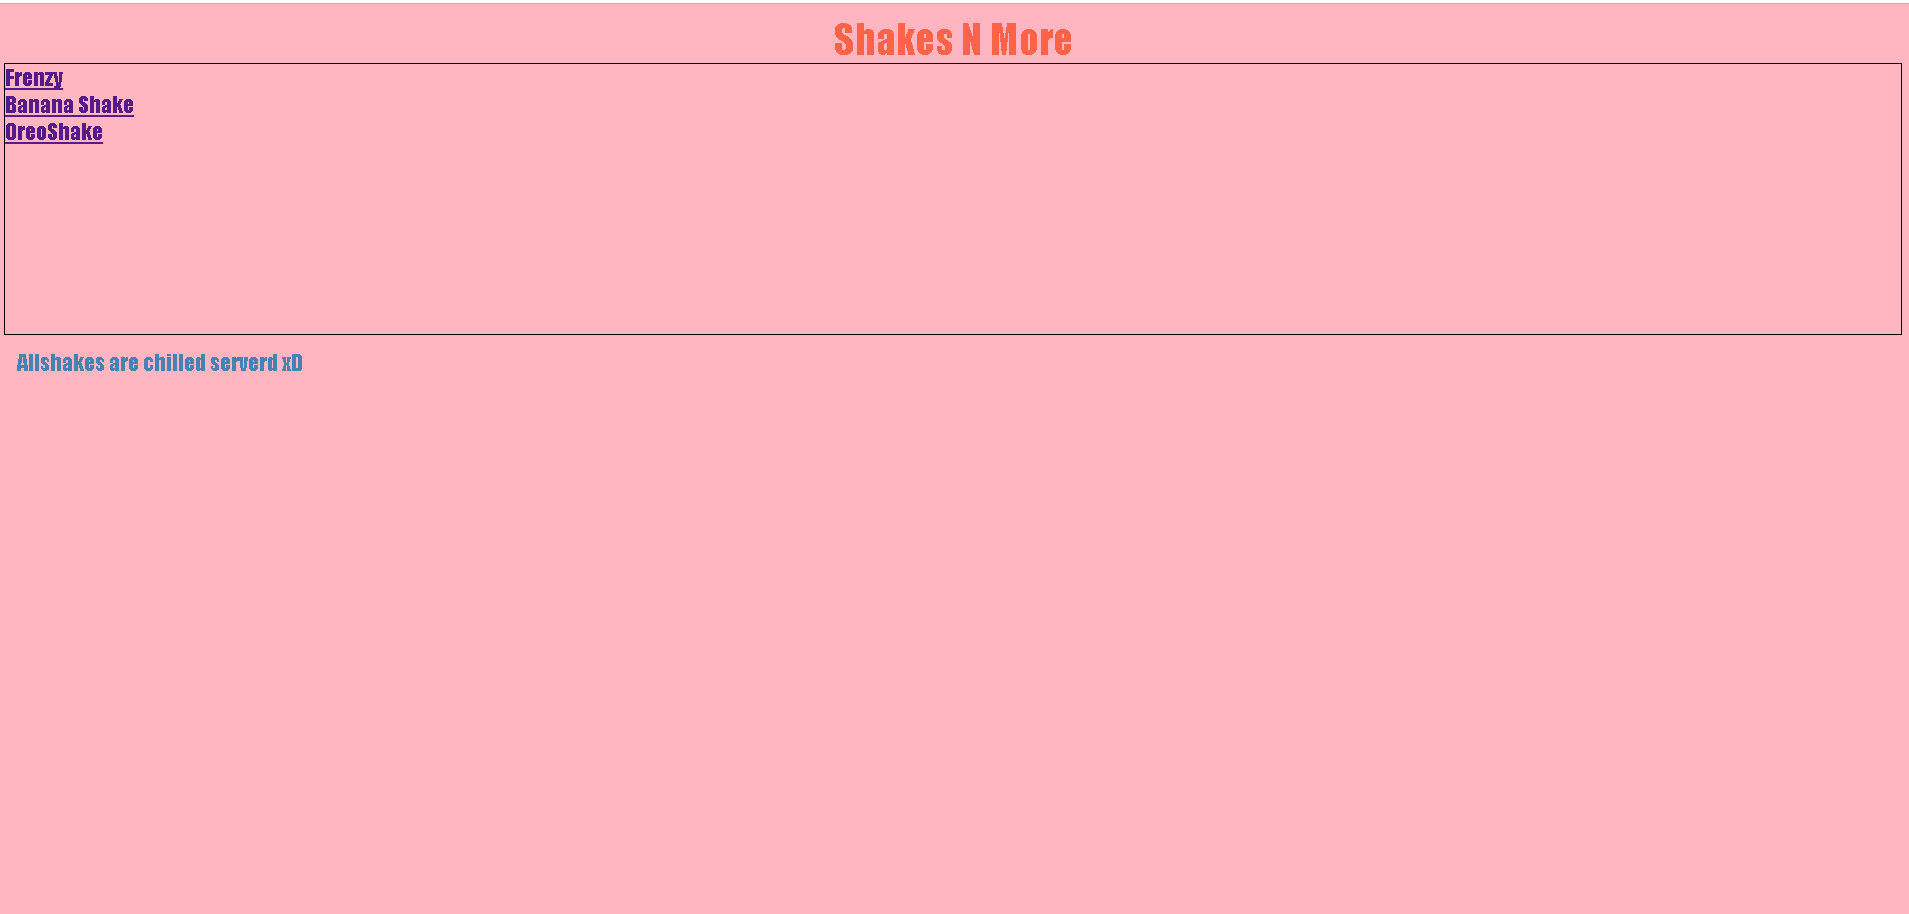 Shakes N More
Frenzy
Banana Shake
OreoShake
Allshakes are chilled serverd xD